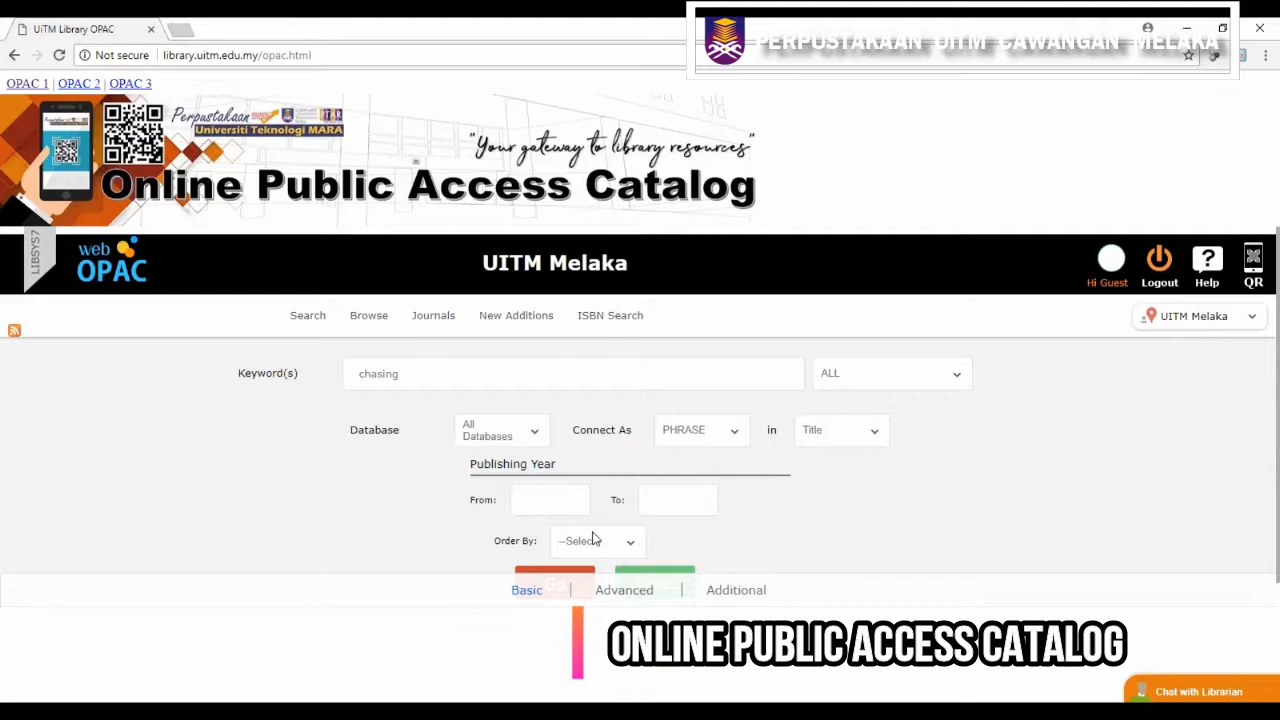 UiTM Library OPAC
PERPUSTAKAAN UITM CAWANGAN MELAKA
Not secure
library.uitm.edu.my/opac.html
OPAC 1 | OPAC 2 | OPAC 3
Perpustakaan
Universiti Teknologi MARA
"Your gateway to library resources"
Online Public Access Catalog
LIBSYS7
web
OPAC
UITM Melaka
Hi Guest
Logout
Help
QR
Search
Browse
Journals
New Additions
ISBN Search
UITM Melaka
Keyword(s)
chasing
ALL
Database
All
Databases
Connect As
PHRASE
in
Title
Publishing Year
From:
To:
Order By:
Basic | Advanced | Additional
ONLINE PUBLIC ACCESS CATALOG
Chat with Librarian